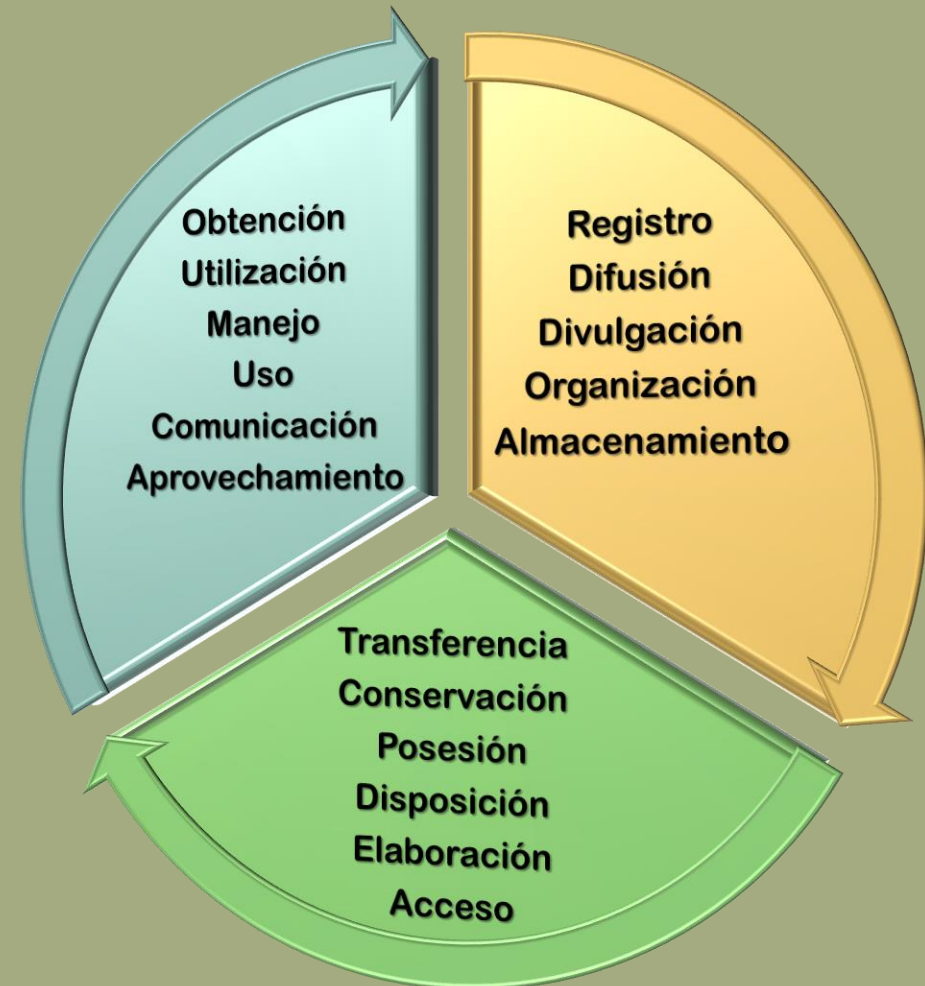 Obtención
Utilización
Manejo
Uso
Comunicación
Aprovechamiento
Registro
Difusión
Divulgación
Organización
Almacenamiento
Transferencia
Conservación
Posesión
Disposición
Elaboración
Acceso